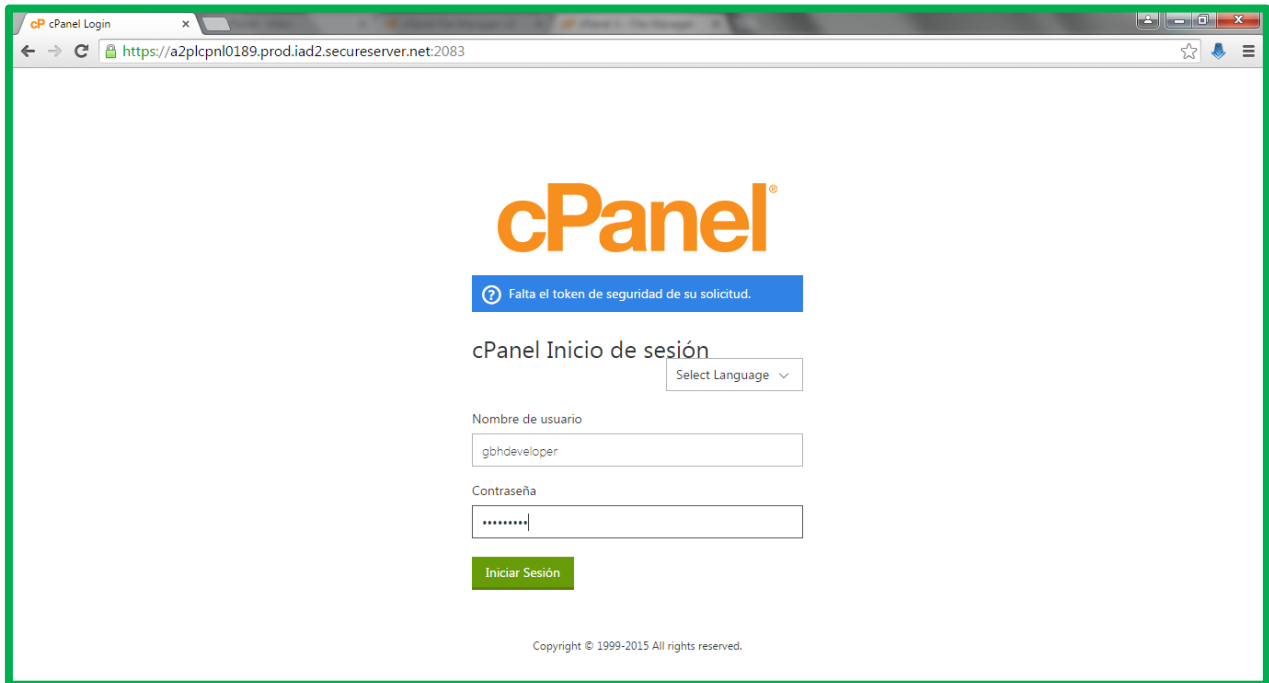 cP cPanel Login
https://a2plcpnl0189.prod.iad2.secureserver.net:2083
cPanel®
Falta el token de seguridad de su solicitud.
cPanel Inicio de sesión
Select Language
Nombre de usuario
gbhdeveloper
Contraseña
•••••••••
Iniciar Sesión
Copyright © 1999-2015 All rights reserved.